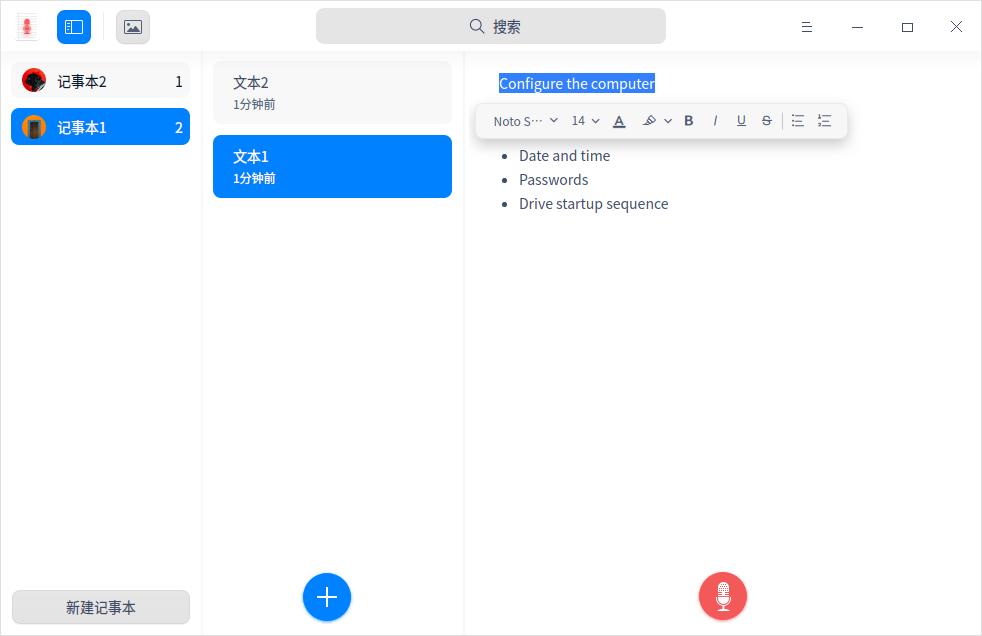 搜索
记事本2 1
记事本1 2
新建记事本
文本2
1分钟前
文本1
1分钟前
Configure the computer
Noto S··· 14 A B I U S
Date and time
Passwords
Drive startup sequence